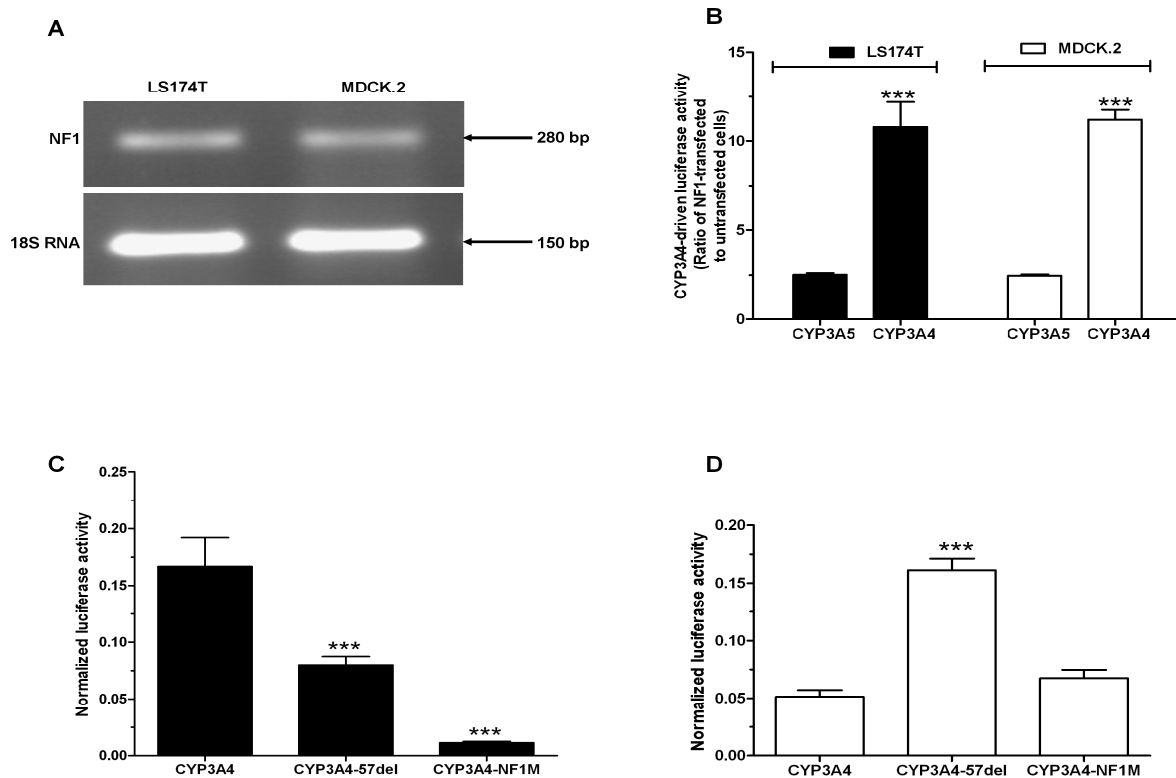 A
LS174T MDCK.2
NF1
280 bp
18S RNA
150 bp
B
LS174T
MDCK.2
CYP3A4-driven luciferase activity
(Ratio of NF1-transfected
to untransfected cells)
15
10
5
0
***
***
CYP3A5 CYP3A4 CYP3A5 CYP3A4
C
Normalized luciferase activity
0.25
0.20
0.15
0.10
0.05
0.00
***
***
CYP3A4 CYP3A4-57del CYP3A4-NF1M
D
Normalized luciferase activity
0.20
0.15
0.10
0.05
0.00
***
CYP3A4 CYP3A4-57del CYP3A4-NF1M